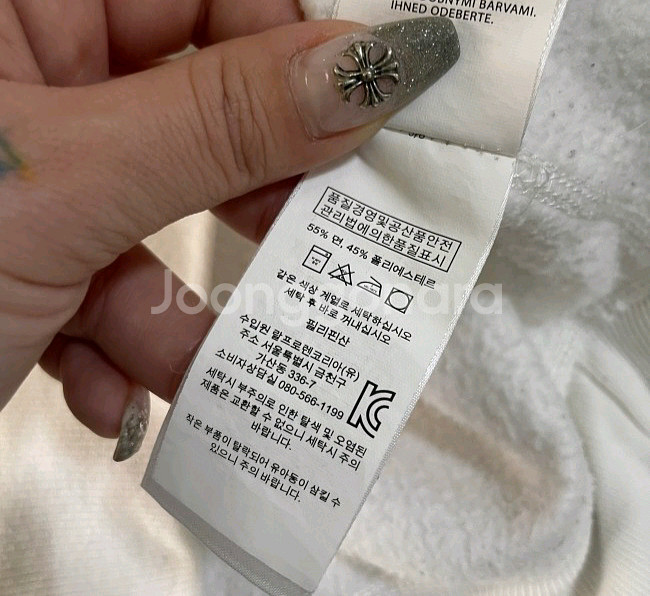 BNÝMI BARVAMI.
IHNED ODEBERTE.
품질경영및공산품안전
관리법에의한품질표시
55% 면, 45% 폴리에스테르
같은 색상 계열로 세탁하십시오
세탁 후 바로 꺼내십시오
필리핀산
수입원 랄프로렌코리아(유)
주소 서울특별시 금천구
가산동 336-7
소비자상담실 080-566-1199
세탁시 부주의로 인한 탈색 및 오염된
제품은 교환할 수 없으니 세탁시 주의
바랍니다.
작은 부품이 탈락되어 유아동이 삼킬 수
있으니 주의 바랍니다.
KC
Joonggonara